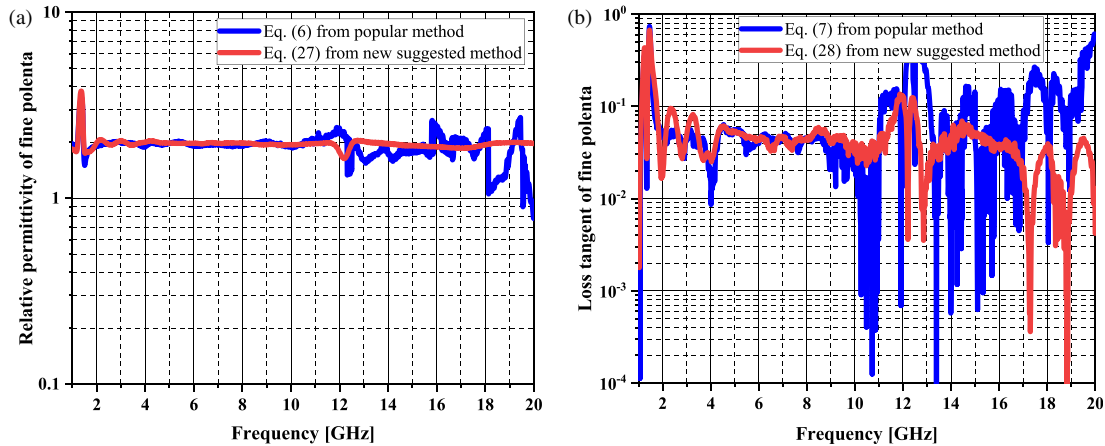 (a)
10
1
0.1
Relative permittivity of fine polenta
Eq. (6) from popular method
Eq. (27) from new suggested method
2 4 6 8 10 12 14 16 18 20
Frequency [GHz]
(b)
10^0
10^-1
10^-2
10^-3
10^-4
Loss tangent of fine polenta
Eq. (7) from popular method
Eq. (28) from new suggested method
2 4 6 8 10 12 14 16 18 20
Frequency [GHz]